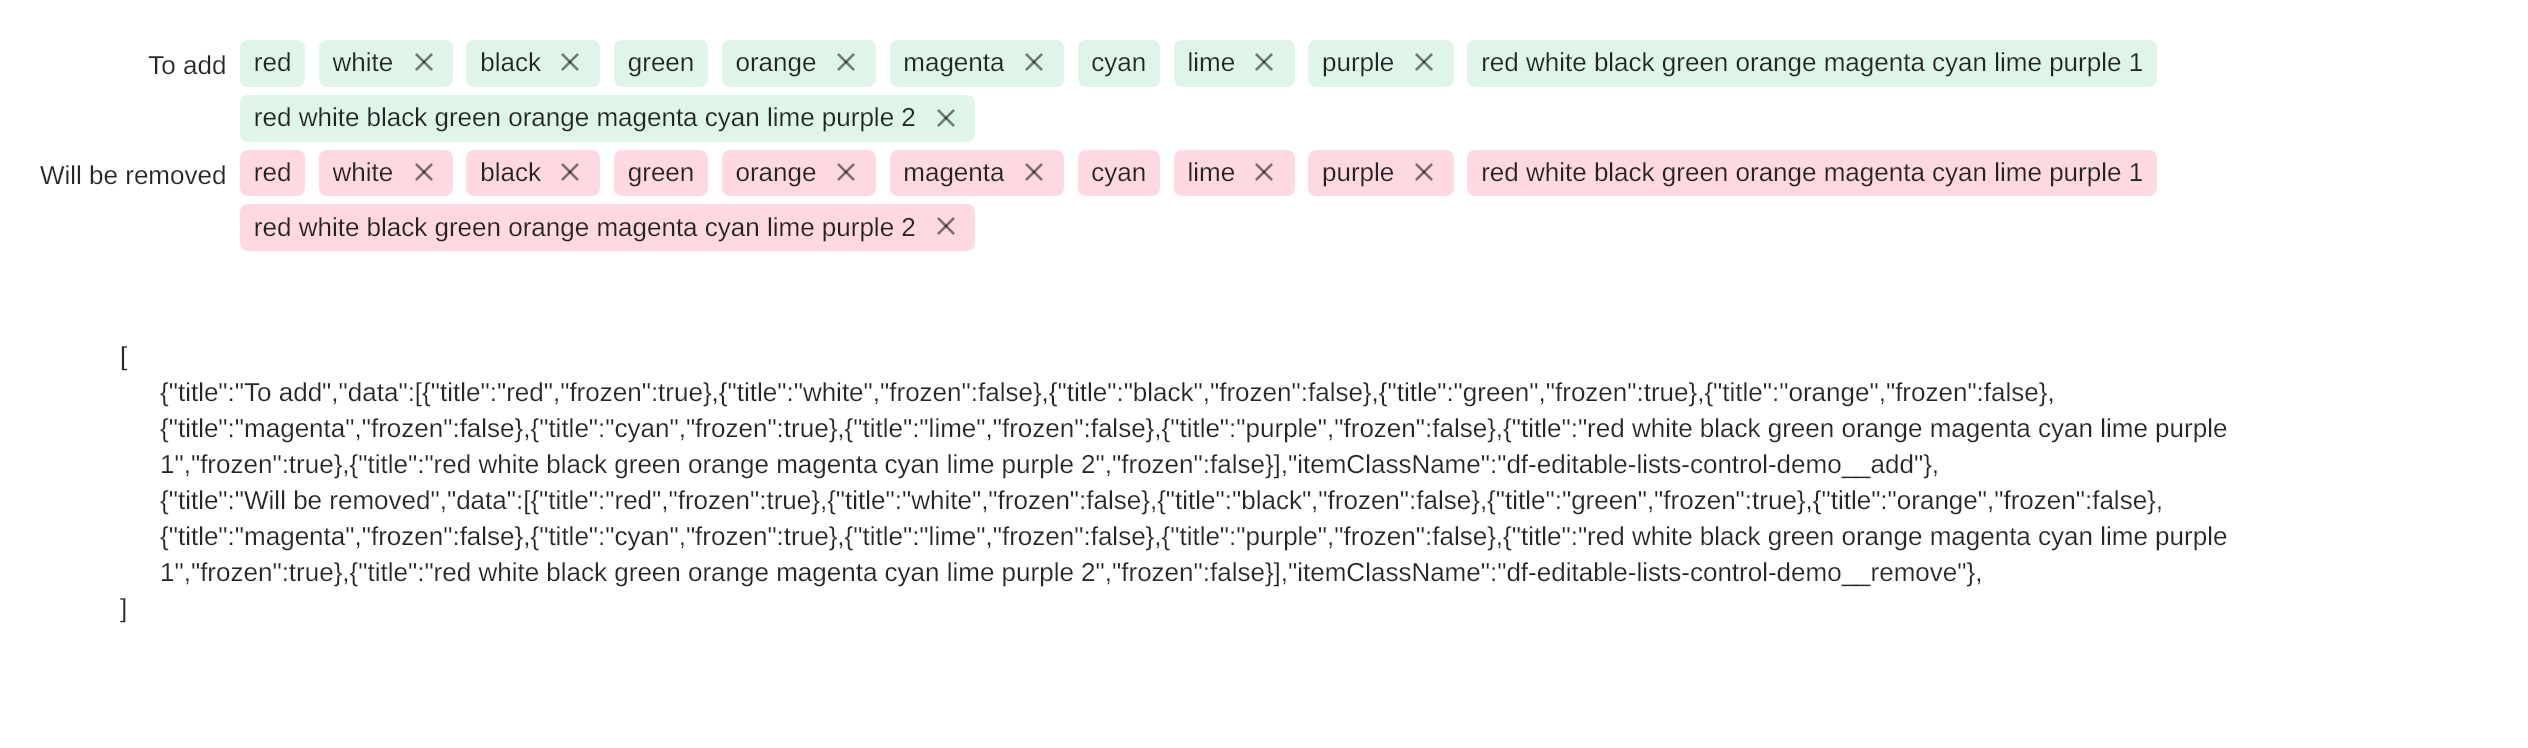 To add red white black green orange magenta cyan lime purple red white black green orange magenta cyan lime purple 1
red white black green orange magenta cyan lime purple 2
Will be removed red white black green orange magenta cyan lime purple red white black green orange magenta cyan lime purple 1
red white black green orange magenta cyan lime purple 2
[
{"title":"To add","data":[{"title":"red","frozen":true},{"title":"white","frozen":false},{"title":"black","frozen":false},{"title":"green","frozen":true},{"title":"orange","frozen":false},
{"title":"magenta","frozen":false},{"title":"cyan","frozen":true},{"title":"lime","frozen":false},{"title":"purple","frozen":false},{"title":"red white black green orange magenta cyan lime purple
1","frozen":true},{"title":"red white black green orange magenta cyan lime purple 2","frozen":false}],"itemClassName":"df-editable-lists-control-demo__add"},
{"title":"Will be removed","data":[{"title":"red","frozen":true},{"title":"white","frozen":false},{"title":"black","frozen":false},{"title":"green","frozen":true},{"title":"orange","frozen":false},
{"title":"magenta","frozen":false},{"title":"cyan","frozen":true},{"title":"lime","frozen":false},{"title":"purple","frozen":false},{"title":"red white black green orange magenta cyan lime purple
1","frozen":true},{"title":"red white black green orange magenta cyan lime purple 2","frozen":false}],"itemClassName":"df-editable-lists-control-demo__remove"},
]